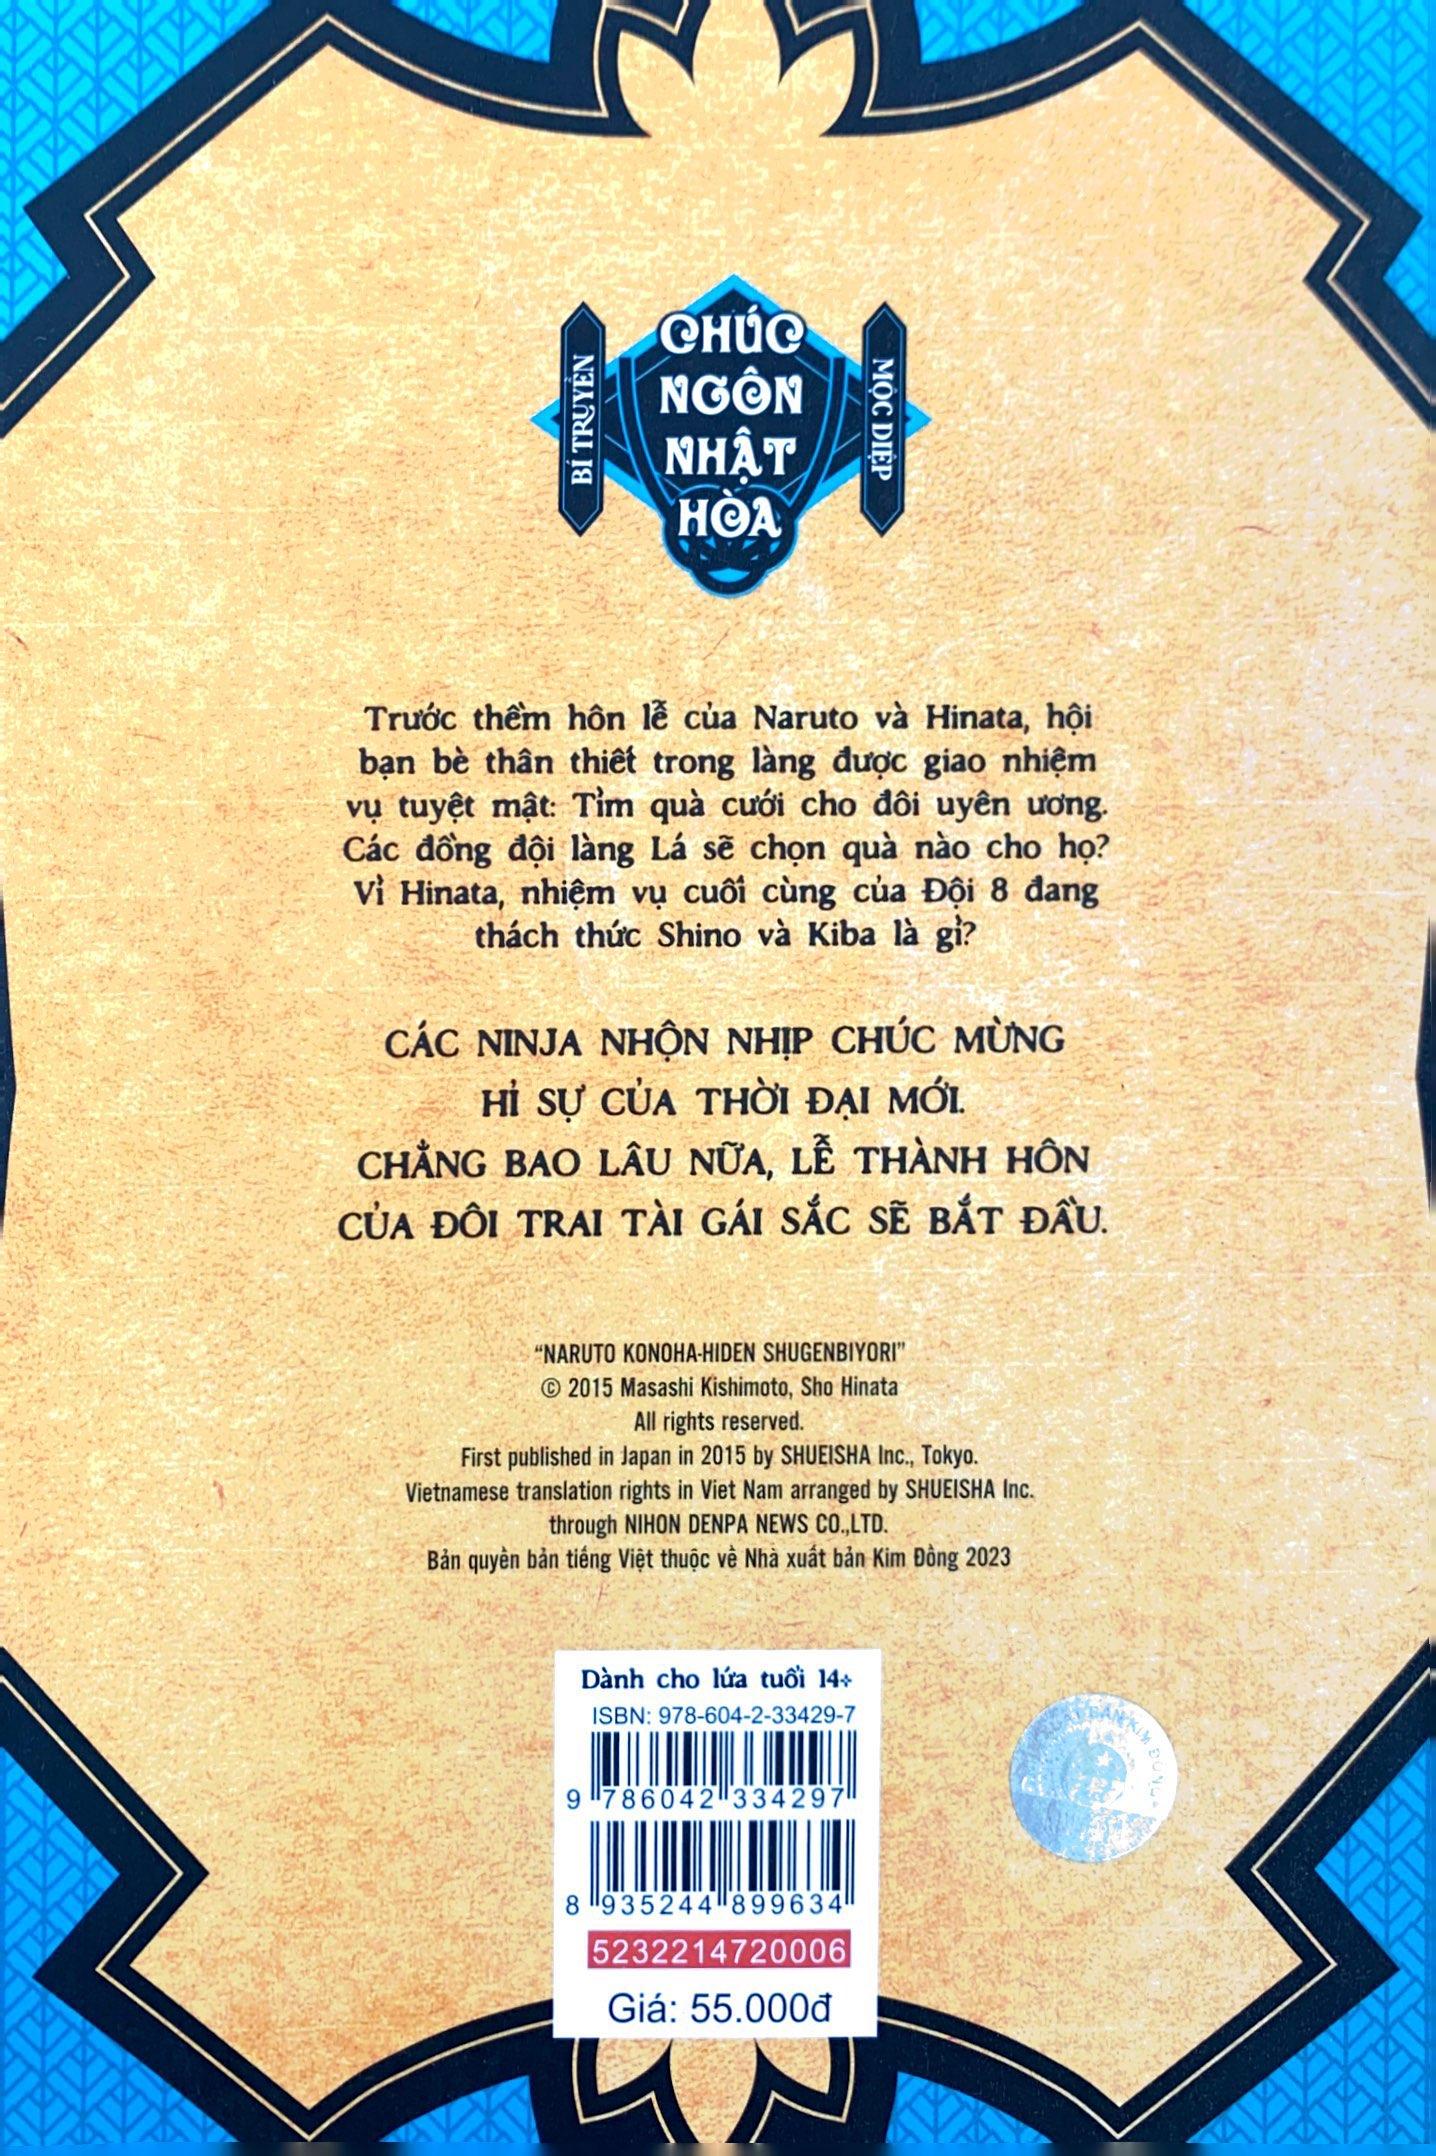 BÍ TRUYỀN
CHÚC
NGÔN
NHẬT
HÒA
MỘC DIỆP
Trước thềm hôn lễ của Naruto và Hinata, hội
bạn bè thân thiết trong làng được giao nhiệm
vụ tuyệt mật: Tìm quà cưới cho đôi uyên ương.
Các đồng đội làng Lá sẽ chọn quà nào cho họ?
Vì Hinata, nhiệm vụ cuối cùng của Đội 8 đang
thách thức Shino và Kiba là gì?
CÁC NINJA NHỘN NHỊP CHÚC MỪNG
HỈ SỰ CỦA THỜI ĐẠI MỚI.
CHẲNG BAO LÂU NỮA, LỄ THÀNH HÔN
CỦA ĐÔI TRAI TÀI GÁI SẮC SẼ BẮT ĐẦU.
“NARUTO KONOHA-HIDEN SHUGENBIYORI”
© 2015 Masashi Kishimoto, Sho Hinata
All rights reserved.
First published in Japan in 2015 by SHUEISHA Inc., Tokyo.
Vietnamese translation rights in Viet Nam arranged by SHUEISHA Inc.
through NIHON DENPA NEWS CO.,LTD.
Bản quyền bản tiếng Việt thuộc về Nhà xuất bản Kim Đồng 2023
Dành cho lứa tuổi 14+
ISBN: 978-604-2-33429-7
9 786042 334297
8 935244 899634
5232214720006
Giá: 55.000đ
XUẤT BẢN KIM ĐỒNG